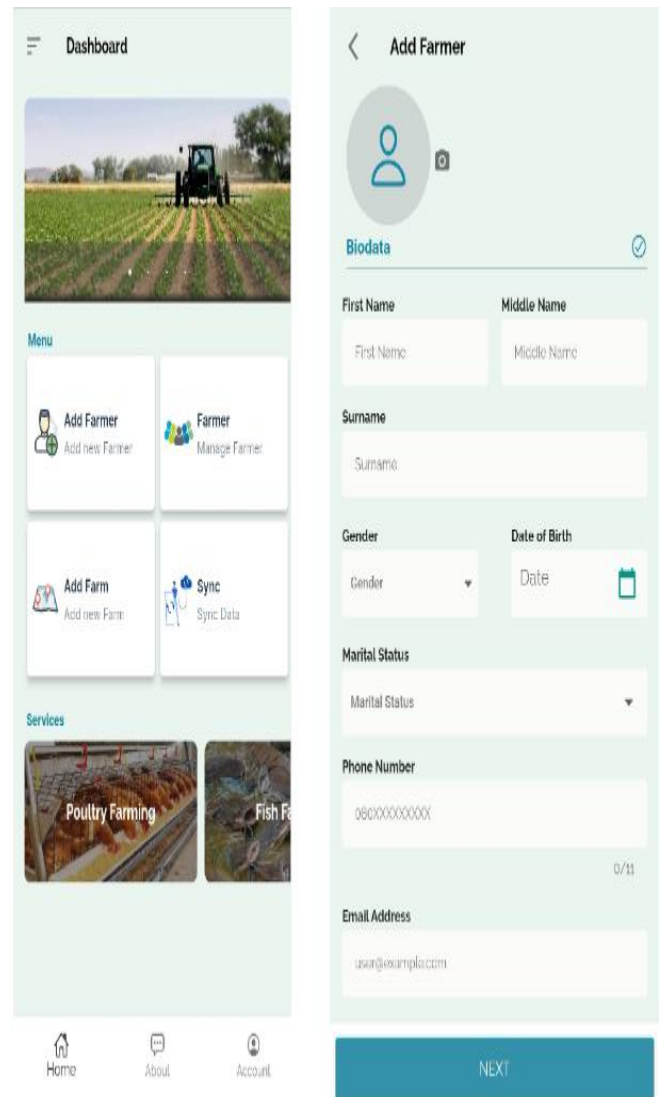 Dashboard
Menu
Add Farmer
Add new Farmer
Farmer
Manage Farmer
Add Farm
Add new Farm
Sync
Sync Data
Services
Poultry Farming
Fish Fa
Home
About
Account
Add Farmer
Biodata
First Name
Middle Name
First Name
Middle Name
Surname
Surname
Gender
Date of Birth
Gender
Date
Marital Status
Marital Status
Phone Number
080XXXXXXXX
0/11
Email Address
user@example.com
NEXT